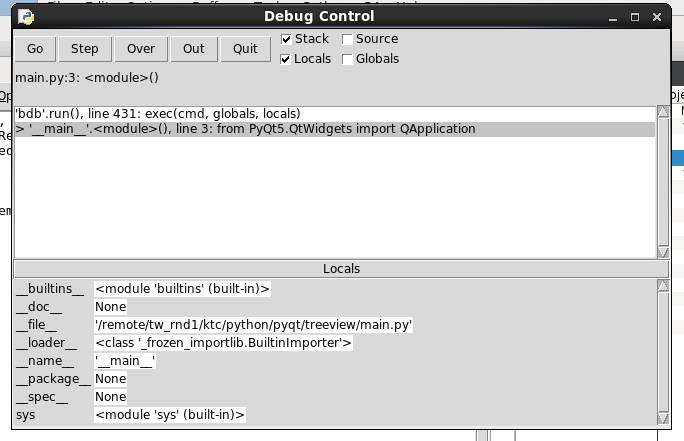 Debug Control
Go Step Over Out Quit Stack Source
Locals Globals
main.py:3: <module>()
'bdb'.run(), line 431: exec(cmd, globals, locals)
> '__main__'.<module>(), line 3: from PyQt5.QtWidgets import QApplication
Locals
__builtins__ <module 'builtins' (built-in)>
__doc__ None
__file__ '/remote/tw_rnd1/ktc/python/pyqt/treeview/main.py'
__loader__ <class '_frozen_importlib.BuiltinImporter'>
__name__ '__main__'
__package__ None
__spec__ None
sys <module 'sys' (built-in)>